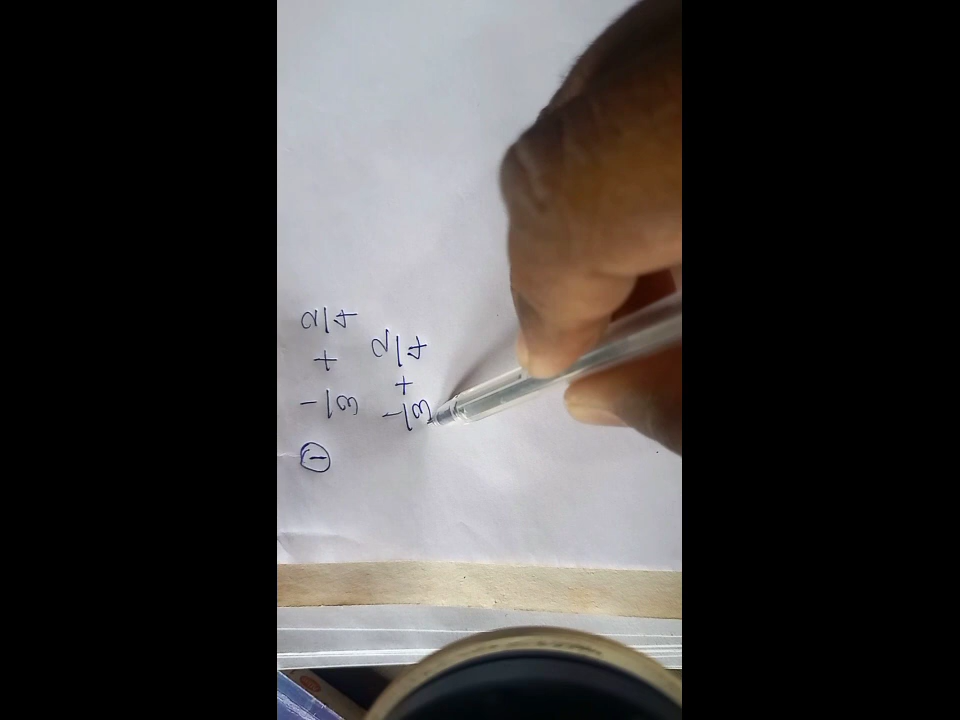 ① 1/3 + 2/4
1/3 + 2/4